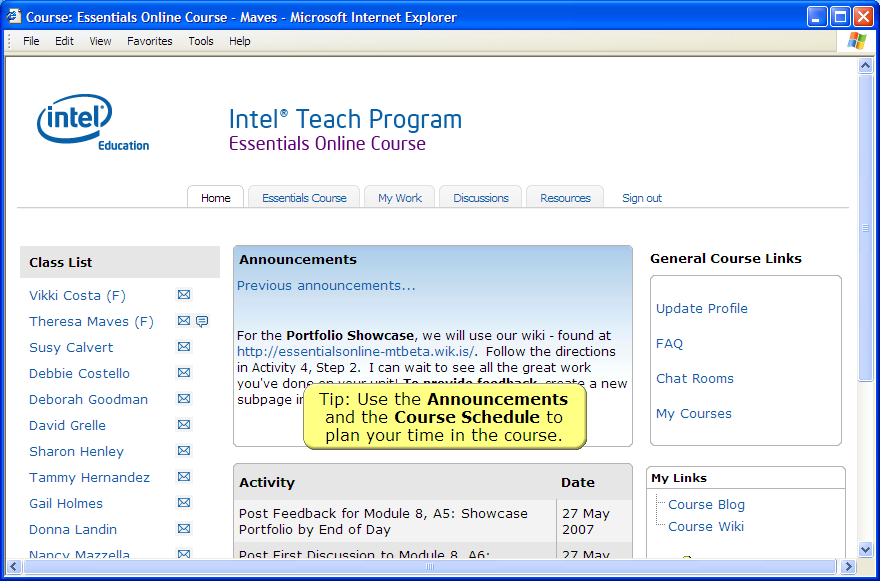 Course: Essentials Online Course - Maves - Microsoft Internet Explorer
File Edit View Favorites Tools Help
intel®
Education
Intel® Teach Program
Essentials Online Course
Home Essentials Course My Work Discussions Resources Sign out
Class List
Vikki Costa (F)
Theresa Maves (F)
Susy Calvert
Debbie Costello
Deborah Goodman
David Grelle
Sharon Henley
Tammy Hernandez
Gail Holmes
Donna Landin
Nancy Mazzella
Announcements
Previous announcements...
For the Portfolio Showcase, we will use our wiki - found at
http://essentialsonline-mtbeta.wik.is/. Follow the directions
in Activity 4, Step 2. I can wait to see all the great work
you've done on your unit! To provide feedback, create a new
subpage in
Tip: Use the Announcements
and the Course Schedule to
plan your time in the course.
Activity Date
Post Feedback for Module 8, A5: Showcase 27 May
Portfolio by End of Day 2007
Post First Discussion to Module 8, A6: 27 May
General Course Links
Update Profile
FAQ
Chat Rooms
My Courses
My Links
Course Blog
Course Wiki